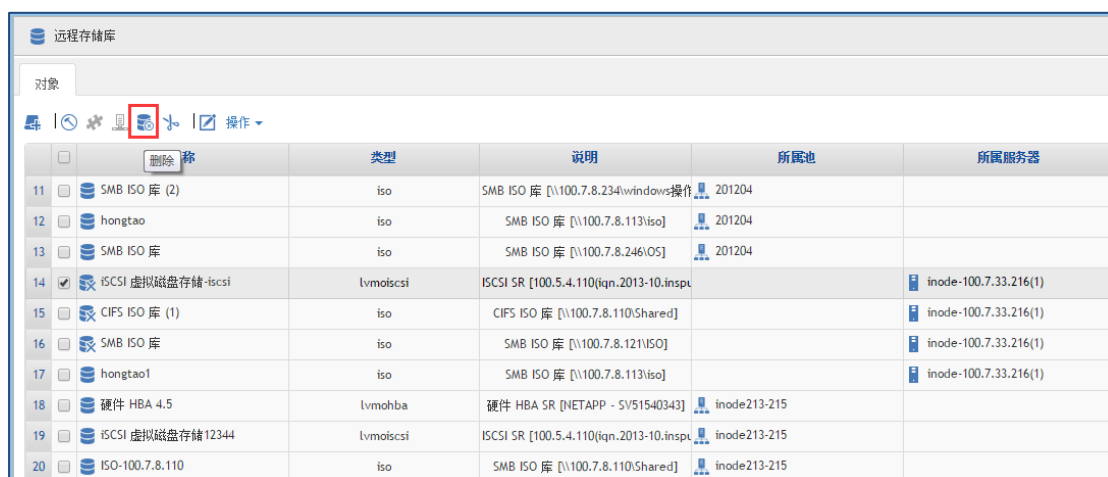 远程存储库
对象
操作
删除 称 类型 说明 所属池 所属服务器
11 SMB ISO 库 (2) iso SMB ISO 库 [\\100.7.8.234\windows操作 201204
12 hongtao iso SMB ISO 库 [\\100.7.8.113\iso] 201204
13 SMB ISO 库 iso SMB ISO 库 [\\100.7.8.246\OS] 201204
14 iSCSI 虚拟磁盘存储-iscsi lvmoiscsi ISCSI SR [100.5.4.110(iqn.2013-10.inspu inode-100.7.33.216(1)
15 CIFS ISO 库 (1) iso CIFS ISO 库 [\\100.7.8.110\Shared] inode-100.7.33.216(1)
16 SMB ISO 库 iso SMB ISO 库 [\\100.7.8.121\ISO] inode-100.7.33.216(1)
17 hongtao1 iso SMB ISO 库 [\\100.7.8.113\iso] inode-100.7.33.216(1)
18 硬件 HBA 4.5 lvmohba 硬件 HBA SR [NETAPP - SV51540343] inode213-215
19 iSCSI 虚拟磁盘存储12344 lvmoiscsi ISCSI SR [100.5.4.110(iqn.2013-10.inspu inode213-215
20 ISO-100.7.8.110 iso SMB ISO 库 [\\100.7.8.110\Shared] inode213-215